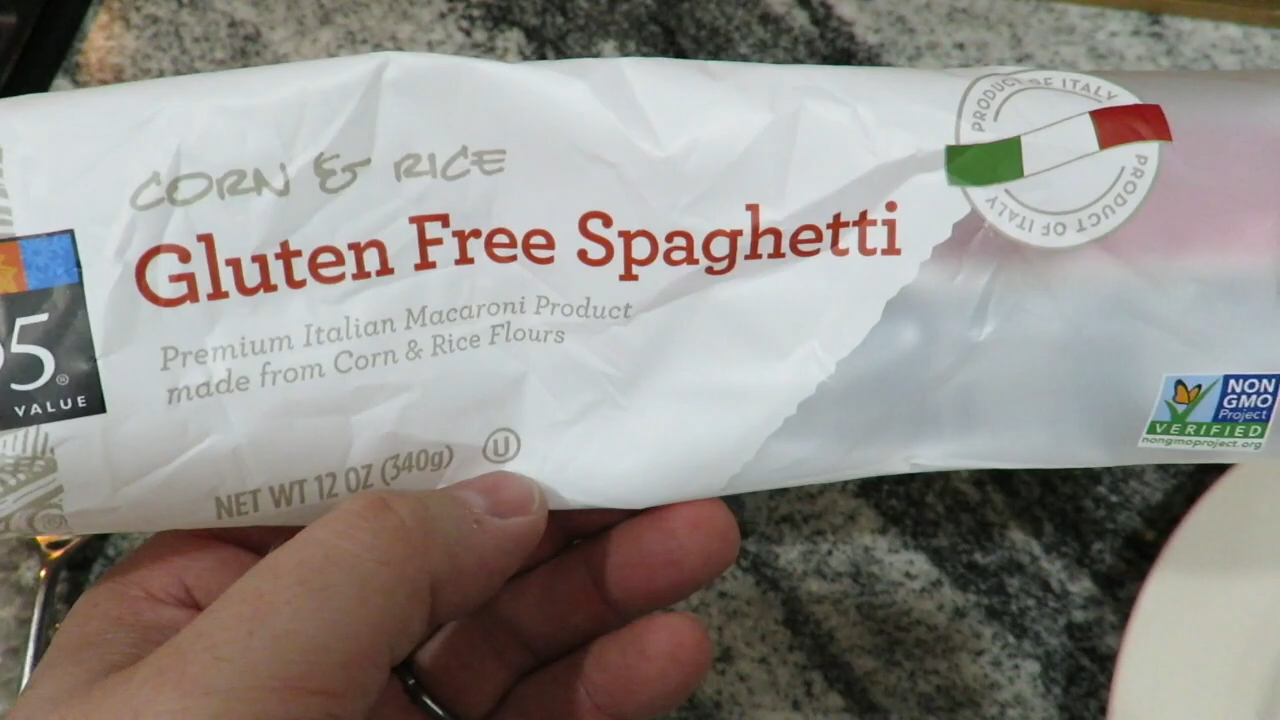 CORN & RICE
Gluten Free Spaghetti
Premium Italian Macaroni Product
made from Corn & Rice Flours
NET WT 12 OZ (340g)
U
5®
VALUE
PRODUCT OF ITALY
PRODUCT OF ITALY
NON
GMO
Project
VERIFIED
nongmoproject.org